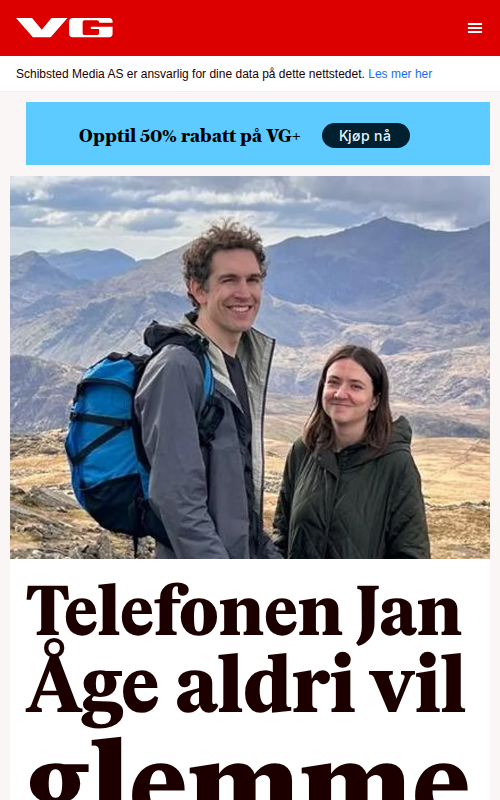 VG
Schibsted Media AS er ansvarlig for dine data på dette nettstedet. Les mer her
Opptil 50% rabatt på VG+ Kjøp nå
Telefonen Jan
Åge aldri vil
glemme